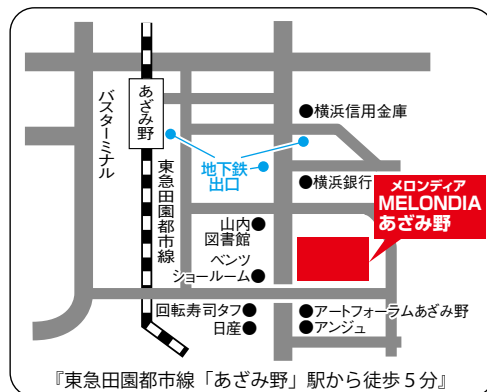 バスターミナル
あざみ野
東急田園都市線
地下鉄
出口
●横浜信用金庫
●横浜銀行
メロンディア
MELONDIA
あざみ野
山内●
図書館
ベンツ
ショールーム●
回転寿司タフ●
日産●
●アートフォーラムあざみ野
●アンジュ
『東急田園都市線「あざみ野」駅から徒歩5分』